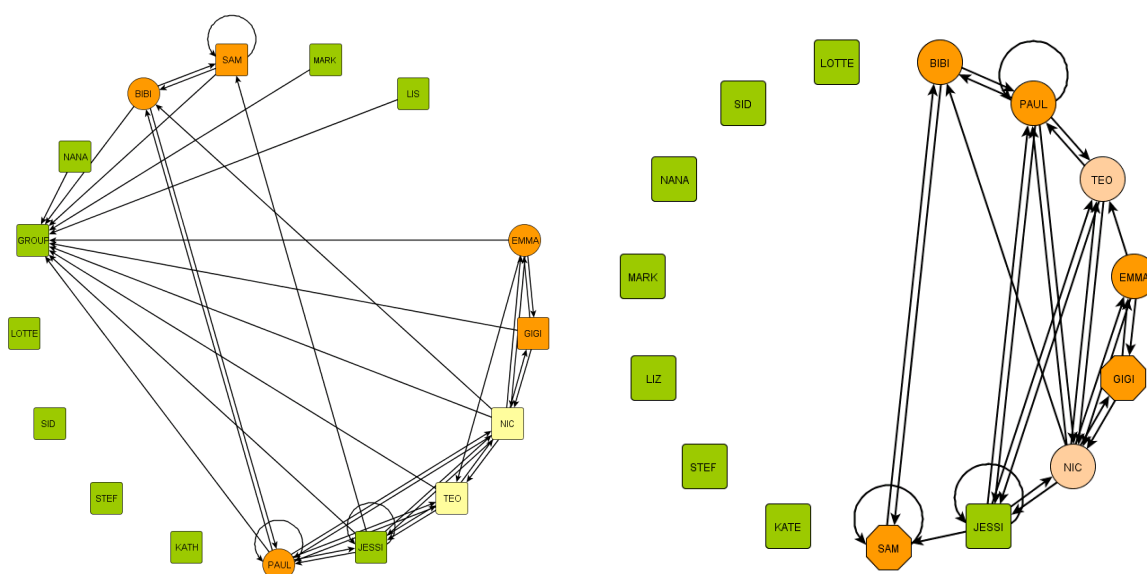 SAM
MARK
BIBI
LIS
NANA
GROUP
EMMA
LOTTE
GIGI
SID
NIC
STEF
TEO
KATH
JESSI
PAUL
BIBI
LOTTE
PAUL
SID
NANA
TEO
MARK
EMMA
LIZ
GIGI
STEF
NIC
KATE
JESSI
SAM